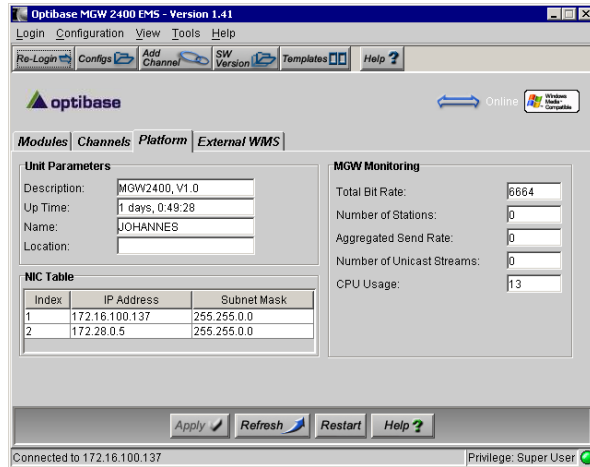 Optibase MGW 2400 EMS - Version 1.41
Login Configuration View Tools Help
Re-Login Configs Add Channel SW Version Templates Help ?
optibase Online Windows Media - Compatible
Modules Channels Platform External WMS
Unit Parameters
Description: MGW2400, V1.0
Up Time: 1 days, 0:49:28
Name: JOHANNES
Location:
NIC Table
Index IP Address Subnet Mask
1 172.16.100.137 255.255.0.0
2 172.28.0.5 255.255.0.0
MGW Monitoring
Total Bit Rate: 6664
Number of Stations: 0
Aggregated Send Rate: 0
Number of Unicast Streams: 0
CPU Usage: 13
Apply Refresh Restart Help ?
Connected to 172.16.100.137 Privilege: Super User